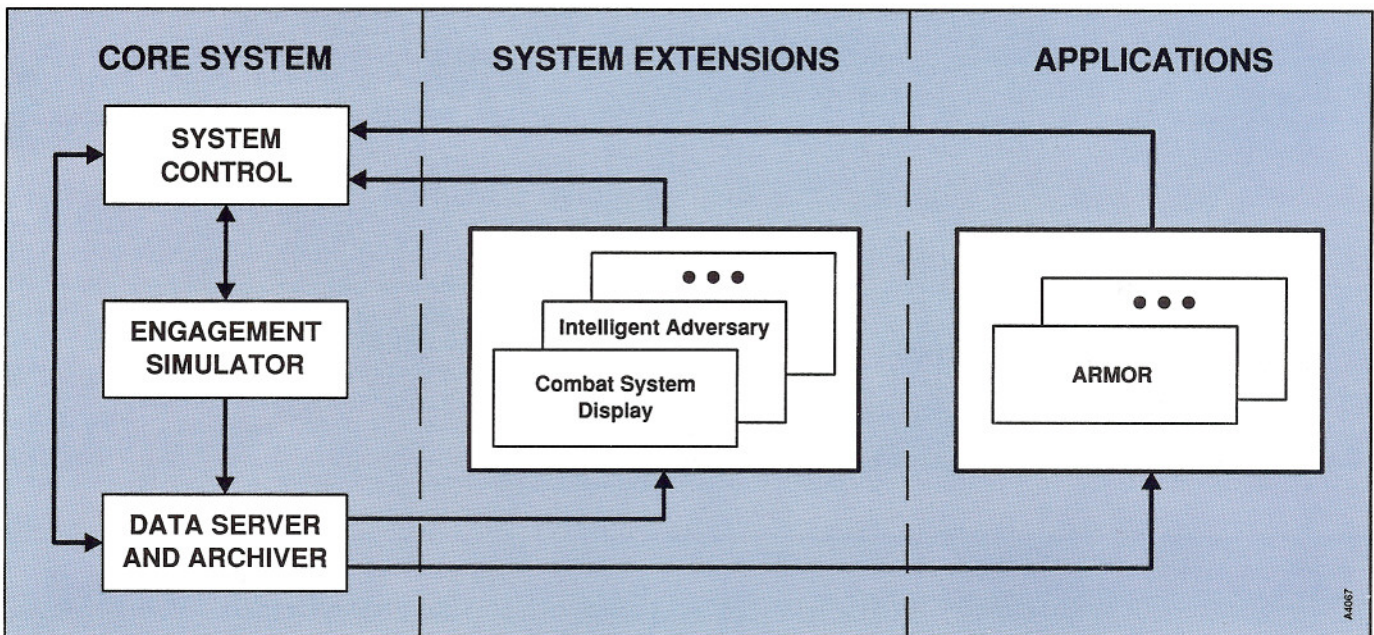 CORE SYSTEM
SYSTEM EXTENSIONS
APPLICATIONS
SYSTEM
CONTROL
ENGAGEMENT
SIMULATOR
DATA SERVER
AND ARCHIVER
● ● ●
Intelligent Adversary
Combat System
Display
● ● ●
ARMOR
A4067